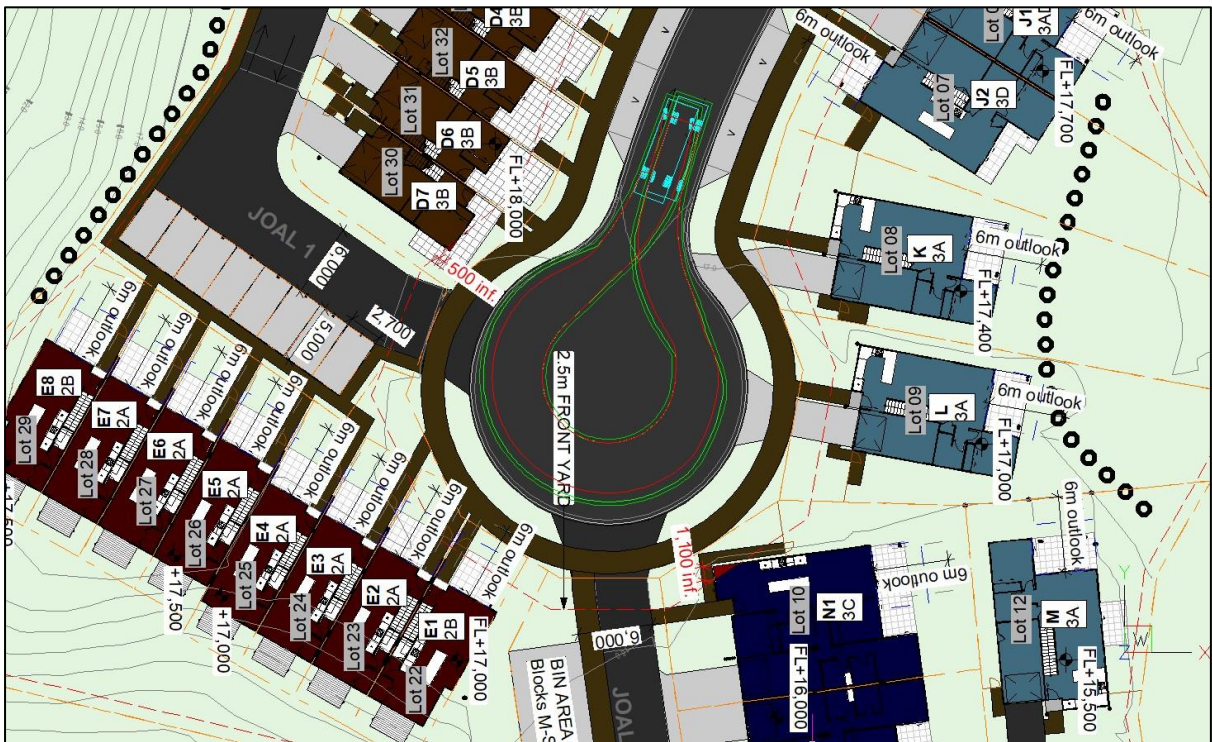 D4
3B
Lot 32
D5
3B
Lot 31
D6
3B
Lot 30
D7
3B
FL+18,000
JOAL 1
6,000
5,000
2,700
500 inf.
2.5m FRONT YARD
1,100 inf.
6m outlook
6m outlook
J1
3AD
Lot 07
J2
3D
FL+17,700
Lot 08
K
3A
6m outlook
FL+17,400
Lot 09
L
3A
6m outlook
FL+17,000
Lot 10
N1
3C
6m outlook
FL+16,000
Lot 12
M
3A
6m outlook
FL+15,500
Y
X
Z
W
6m outlook
6m outlook
6m outlook
6m outlook
6m outlook
6m outlook
6m outlook
6m outlook
E8
2B
Lot 29
E7
2A
Lot 28
E6
2A
Lot 27
E5
2A
Lot 26
E4
2A
Lot 25
E3
2A
Lot 24
E2
2A
Lot 23
E1
2B
Lot 22
+17,500
+17,000
FL+17,000
6,000
BIN AREA
Blocks M-S
JOAL
V
V
V
V